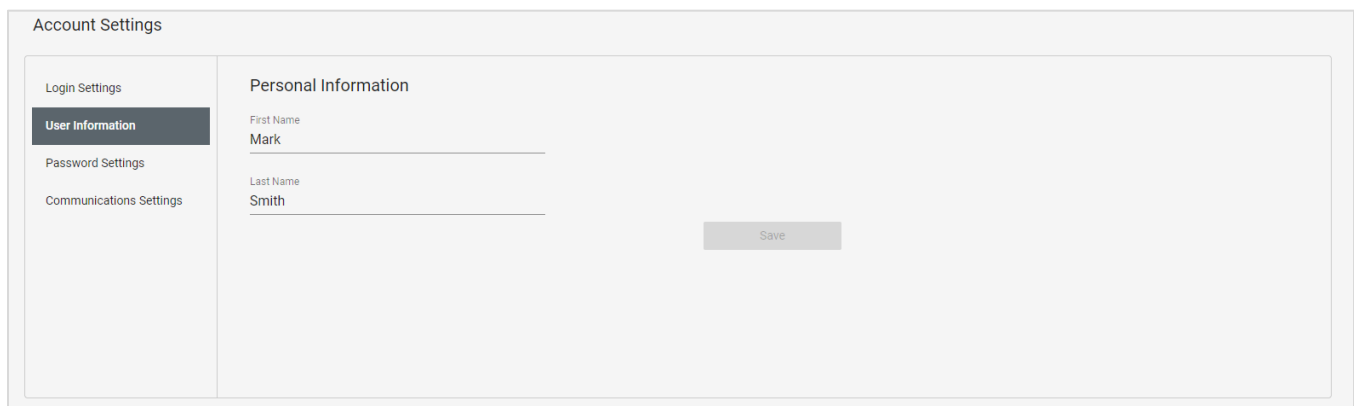 Account Settings
Login Settings
User Information
Password Settings
Communications Settings
Personal Information
First Name
Mark
Last Name
Smith
Save